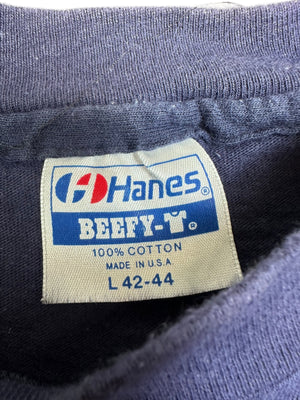 Hanes®
BEEFY-T®
100% COTTON
MADE IN U.S.A.
L 42-44